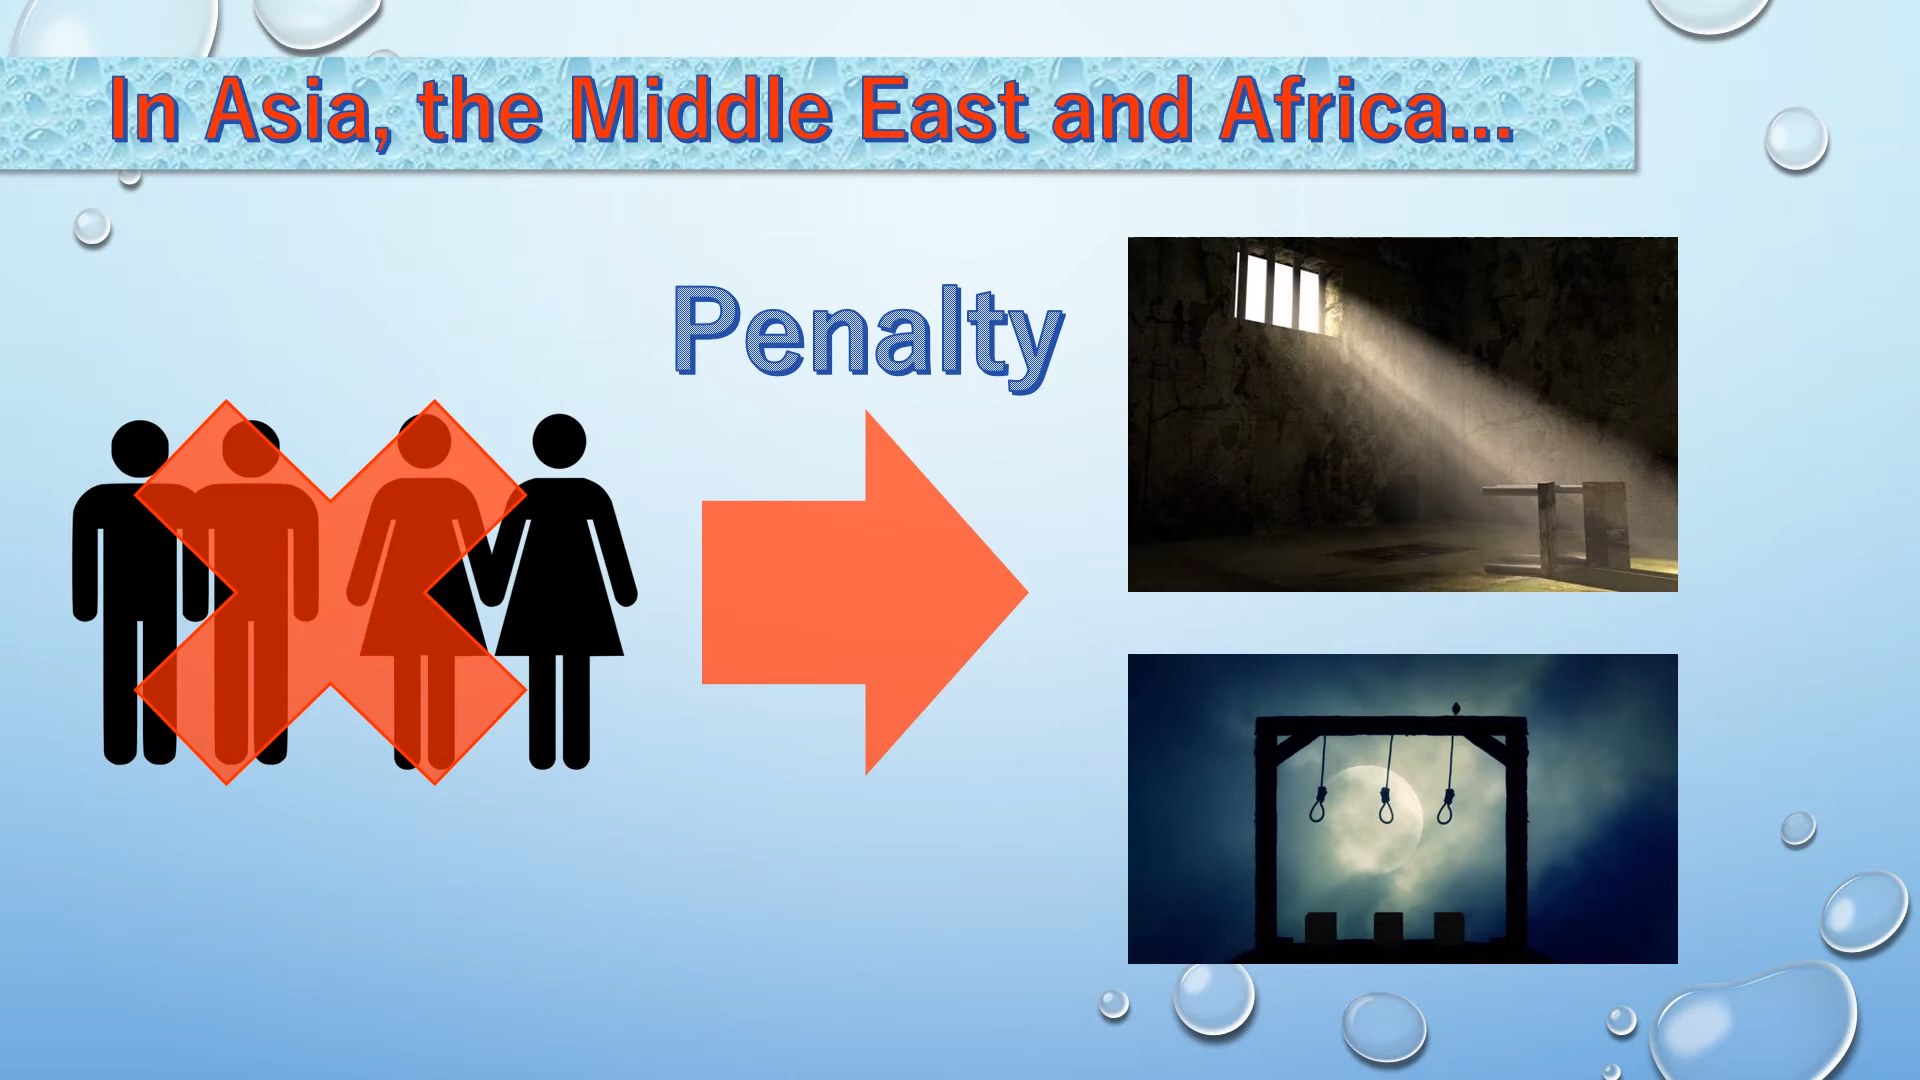 In Asia, the Middle East and Africa...
Penalty